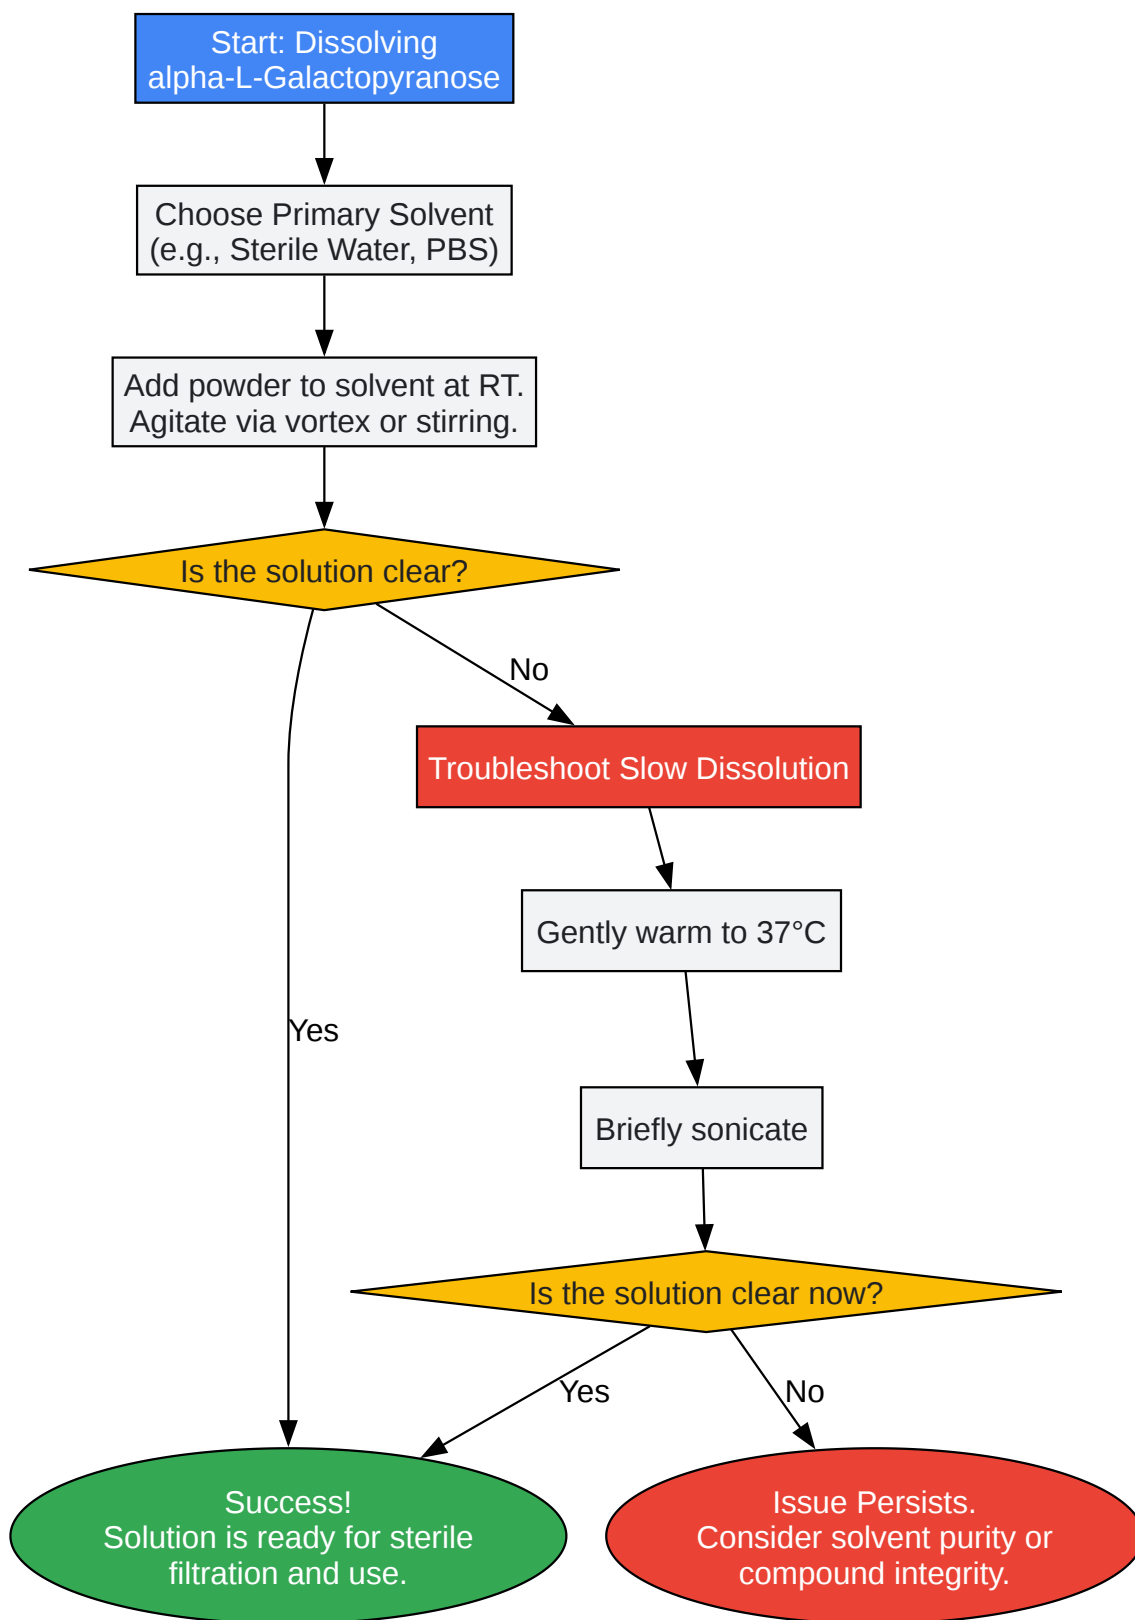 Start: Dissolving
alpha-L-Galactopyranose
Choose Primary Solvent
(e.g., Sterile Water, PBS)
Add powder to solvent at RT.
Agitate via vortex or stirring.
Is the solution clear?
No
Troubleshoot Slow Dissolution
Gently warm to 37°C
Yes
Briefly sonicate
Is the solution clear now?
Yes
No
Success!
Solution is ready for sterile
filtration and use.
Issue Persists.
Consider solvent purity or
compound integrity.